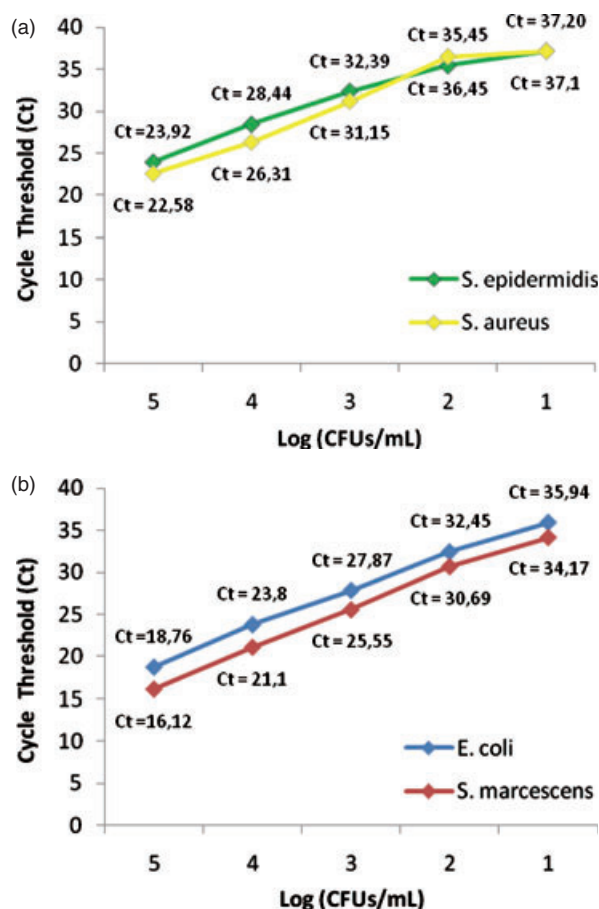 (a)
Cycle Threshold (Ct)
40
35
30
25
20
15
10
5
0
Ct = 23,92
Ct = 28,44
Ct = 32,39
Ct = 35,45
Ct = 37,20
Ct = 22,58
Ct = 26,31
Ct = 31,15
Ct = 36,45
Ct = 37,1
S. epidermidis
S. aureus
5 4 3 2 1
Log (CFUs/mL)
(b)
Cycle Threshold (Ct)
40
35
30
25
20
15
10
5
0
Ct =18,76
Ct = 23,8
Ct = 27,87
Ct = 32,45
Ct = 35,94
Ct =16,12
Ct = 21,1
Ct = 25,55
Ct = 30,69
Ct = 34,17
E. coli
S. marcescens
5 4 3 2 1
Log (CFUs/mL)